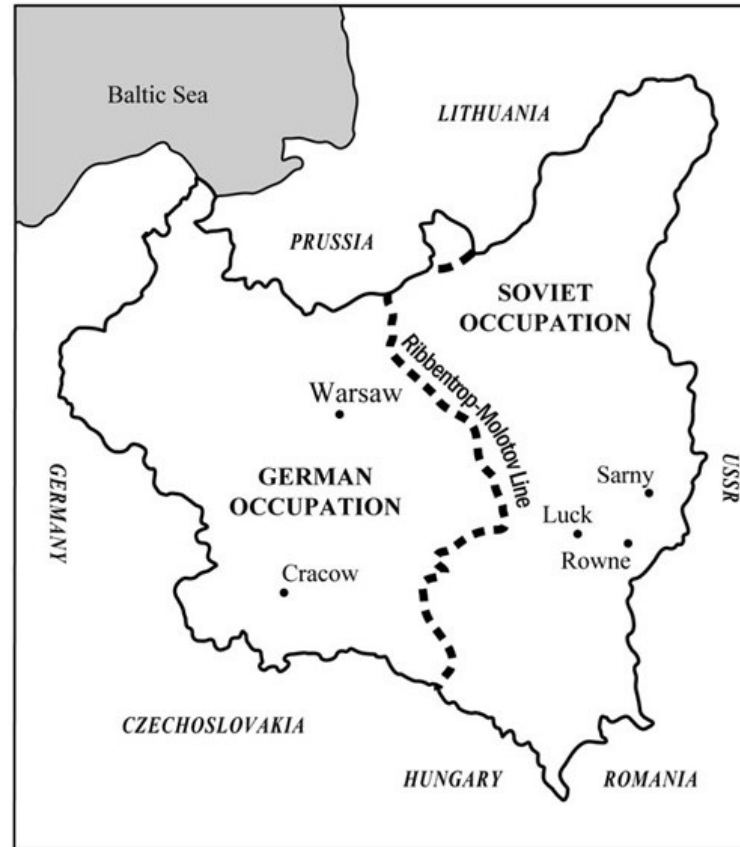 Baltic Sea
LITHUANIA
PRUSSIA
SOVIET
OCCUPATION
Ribbentrop-Molotov Line
Warsaw
GERMAN
OCCUPATION
GERMANY
USSR
Sarny
Luck
Rowne
Cracow
CZECHOSLOVAKIA
HUNGARY
ROMANIA